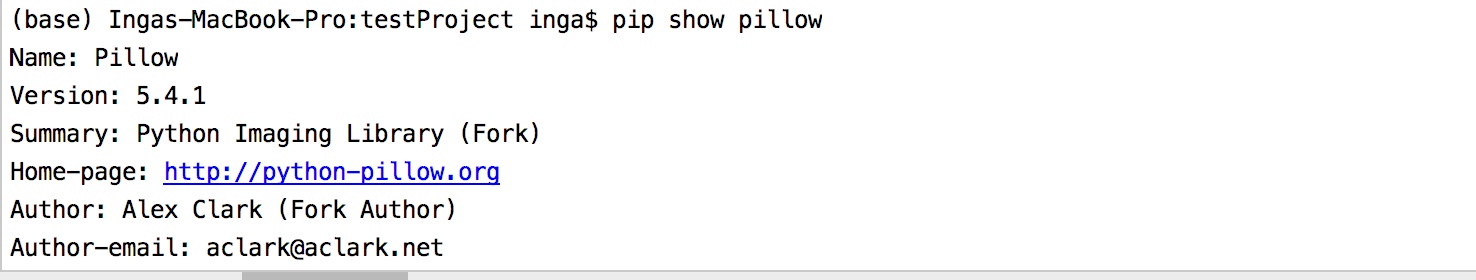 (base) Ingas-MacBook-Pro:testProject inga$ pip show pillow
Name: Pillow
Version: 5.4.1
Summary: Python Imaging Library (Fork)
Home-page: http://python-pillow.org
Author: Alex Clark (Fork Author)
Author-email: aclark@aclark.net